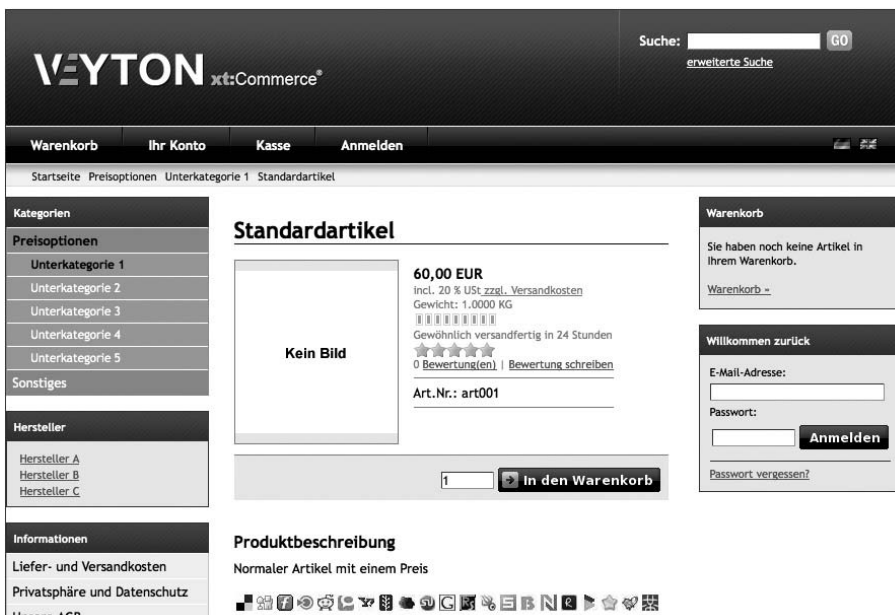 Suche: GO
erweiterte Suche
VEYTON xt:Commerce®
Warenkorb Ihr Konto Kasse Anmelden
Startseite Preisoptionen Unterkategorie 1 Standardartikel
Kategorien
Preisoptionen
Unterkategorie 1
Unterkategorie 2
Unterkategorie 3
Unterkategorie 4
Unterkategorie 5
Sonstiges
Hersteller
Hersteller A
Hersteller B
Hersteller C
Informationen
Liefer- und Versandkosten
Privatsphäre und Datenschutz
Standardartikel
Kein Bild
60,00 EUR
incl. 20 % USt zzgl. Versandkosten
Gewicht: 1.0000 KG
Gewöhnlich versandfertig in 24 Stunden
0 Bewertung(en) | Bewertung schreiben
Art.Nr.: art001
1 In den Warenkorb
Produktbeschreibung
Normaler Artikel mit einem Preis
Warenkorb
Sie haben noch keine Artikel in
Ihrem Warenkorb.
Warenkorb »
Willkommen zurück
E-Mail-Adresse:
Passwort:
Anmelden
Passwort vergessen?